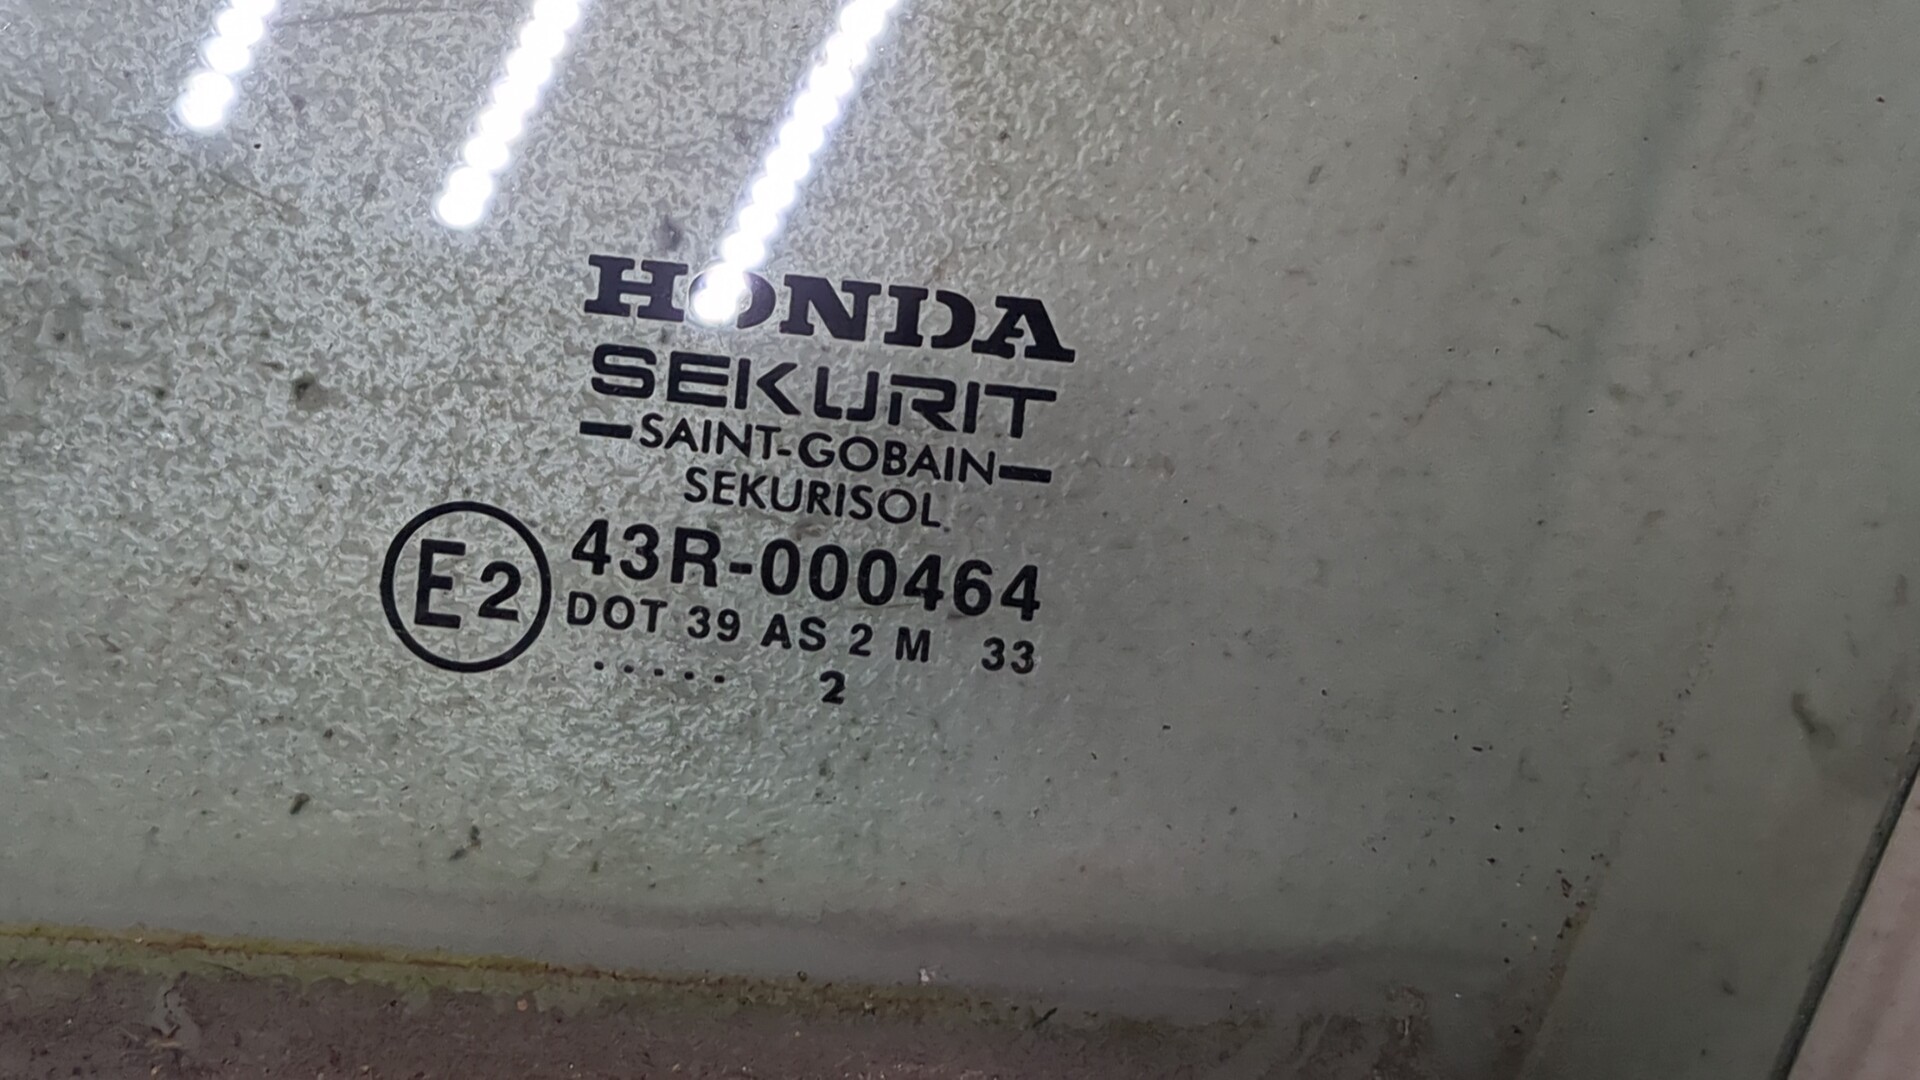 HONDA
SEKURIT
SAINT-GOBAIN
SEKURISOL
E2 43R-000464
DOT 39 AS 2 M 33
..... 2